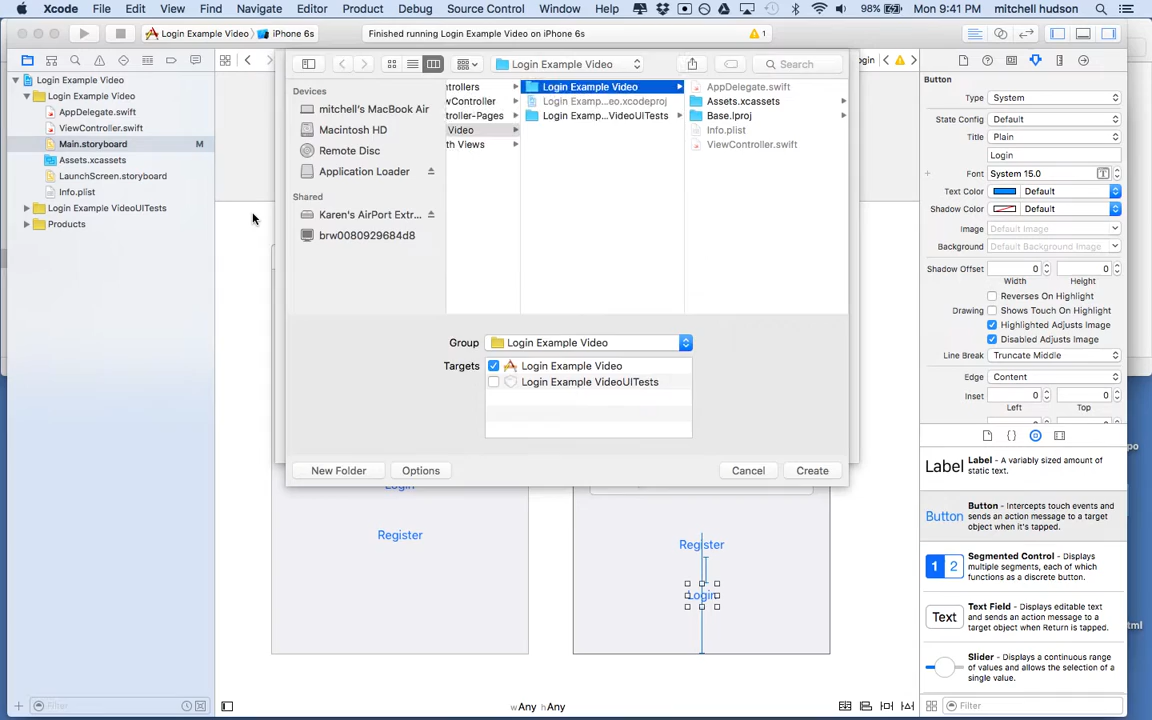 Xcode File Edit View Find Navigate Editor Product Debug Source Control Window Help 98% Mon 9:41 PM mitchell hudson
Login Example Video iPhone 6s Finished running Login Example Video on iPhone 6s 1
Login Example Video
Login Example Video
AppDelegate.swift
ViewController.swift
Main.storyboard M
Assets.xcassets
LaunchScreen.storyboard
Info.plist
Login Example VideoUITests
Products
Filter
Login Example Video
Search
Devices
mitchell's MacBook Air
Macintosh HD
Remote Disc
Application Loader
Shared
Karen's AirPort Extr...
brw0080929684d8
ntrollers
wController
ntroller-Pages
Video
th Views
Login Example Video
Login Examp...eo.xcodeproj
Login Examp...VideoUITests
AppDelegate.swift
Assets.xcassets
Base.lproj
Info.plist
ViewController.swift
Group Login Example Video
Targets Login Example Video
Login Example VideoUITests
New Folder Options Cancel Create
Login
Register
Register
Login
wAny hAny
ogin
Button
Type System
State Config Default
Title Plain
Login
Font System 15.0
Text Color Default
Shadow Color Default
Image Default Image
Background Default Background Image
Shadow Offset 0 0
Width Height
Reverses On Highlight
Drawing Shows Touch On Highlight
Highlighted Adjusts Image
Disabled Adjusts Image
Line Break Truncate Middle
Edge Content
Inset 0 0
Left Top
Label Label - A variably sized amount of
static text.
Button Button - Intercepts touch events and
sends an action message to a target
object when it's tapped.
1 2 Segmented Control - Displays
multiple segments, each of which
functions as a discrete button.
Text Text Field - Displays editable text
and sends an action message to a
target object when Return is tapped.
Slider - Displays a continuous range
of values and allows the selection of a
single value.
Filter
po
tml